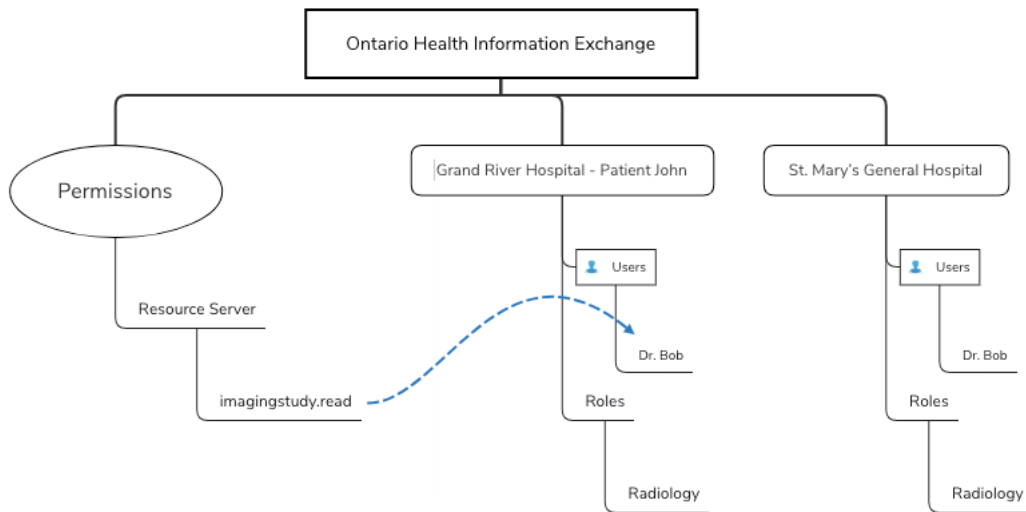 Ontario Health Information Exchange
Permissions
Grand River Hospital - Patient John
St. Mary's General Hospital
Users
Users
Resource Server
Dr. Bob
Dr. Bob
imagingstudy.read
Roles
Roles
Radiology
Radiology